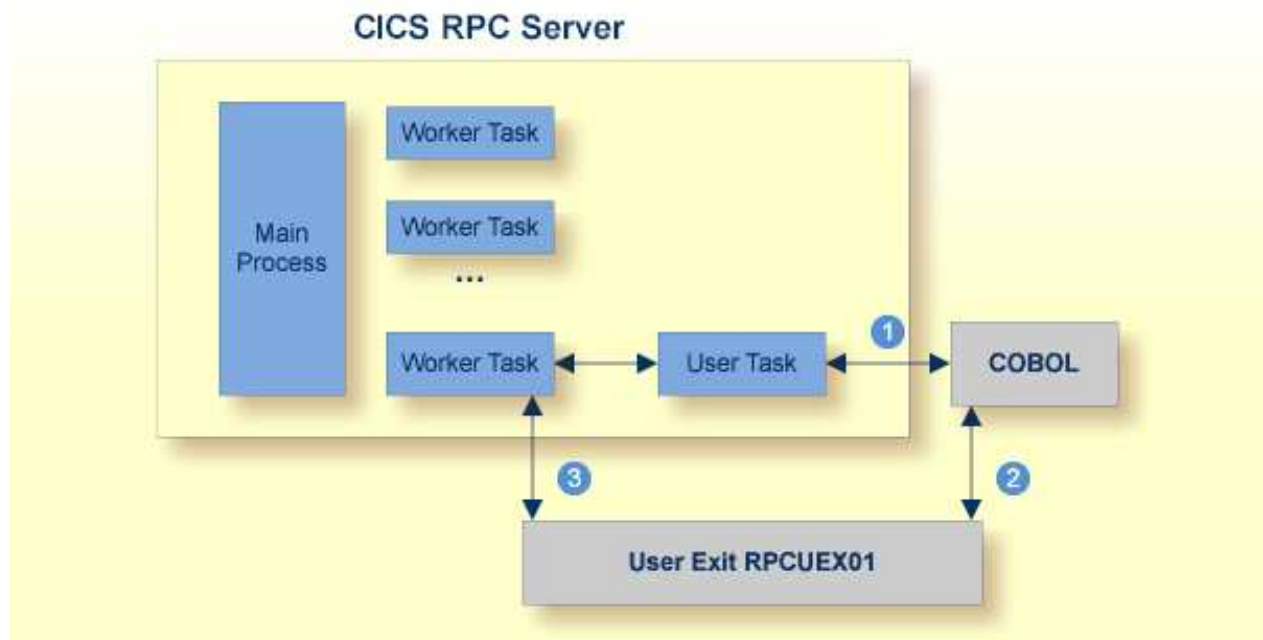 CICS RPC Server
Worker Task
Worker Task
Main
Process
...
Worker Task
User Task
1
COBOL
3
2
User Exit RPCUEX01